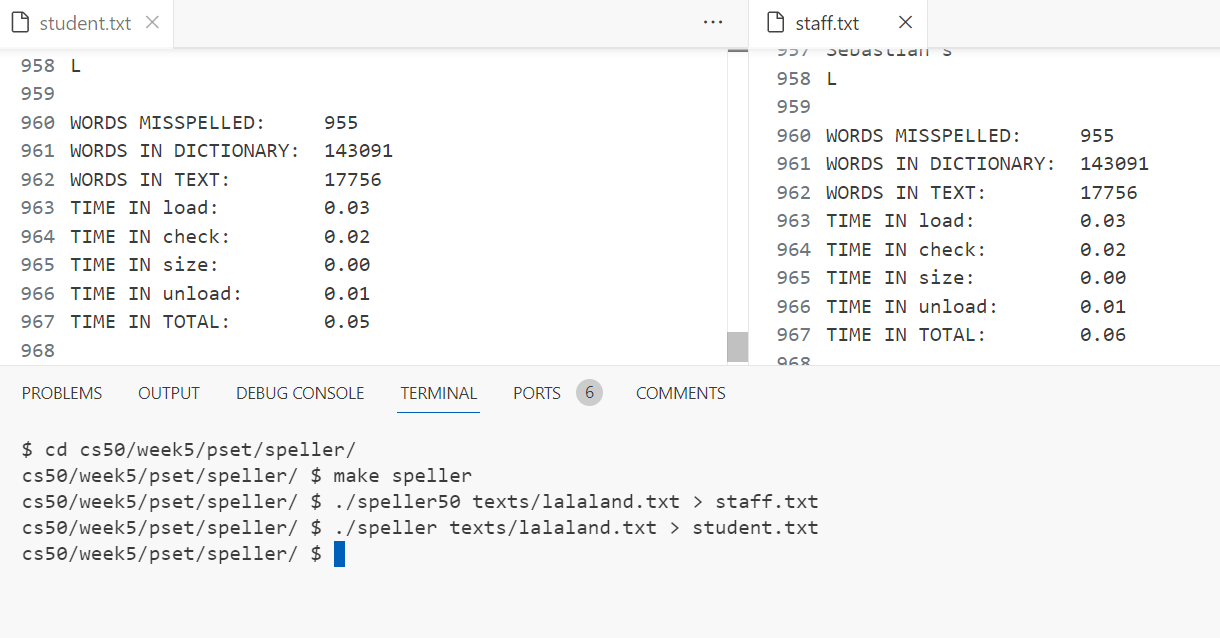 student.txt
958 L
959
960 WORDS MISSPELLED: 955
961 WORDS IN DICTIONARY: 143091
962 WORDS IN TEXT: 17756
963 TIME IN load: 0.03
964 TIME IN check: 0.02
965 TIME IN size: 0.00
966 TIME IN unload: 0.01
967 TIME IN TOTAL: 0.05
968
staff.txt
957 Sebastian's
958 L
959
960 WORDS MISSPELLED: 955
961 WORDS IN DICTIONARY: 143091
962 WORDS IN TEXT: 17756
963 TIME IN load: 0.03
964 TIME IN check: 0.02
965 TIME IN size: 0.00
966 TIME IN unload: 0.01
967 TIME IN TOTAL: 0.06
968
PROBLEMS OUTPUT DEBUG CONSOLE TERMINAL PORTS 6 COMMENTS
$ cd cs50/week5/pset/speller/
cs50/week5/pset/speller/ $ make speller
cs50/week5/pset/speller/ $ ./speller50 texts/lalaland.txt > staff.txt
cs50/week5/pset/speller/ $ ./speller texts/lalaland.txt > student.txt
cs50/week5/pset/speller/ $